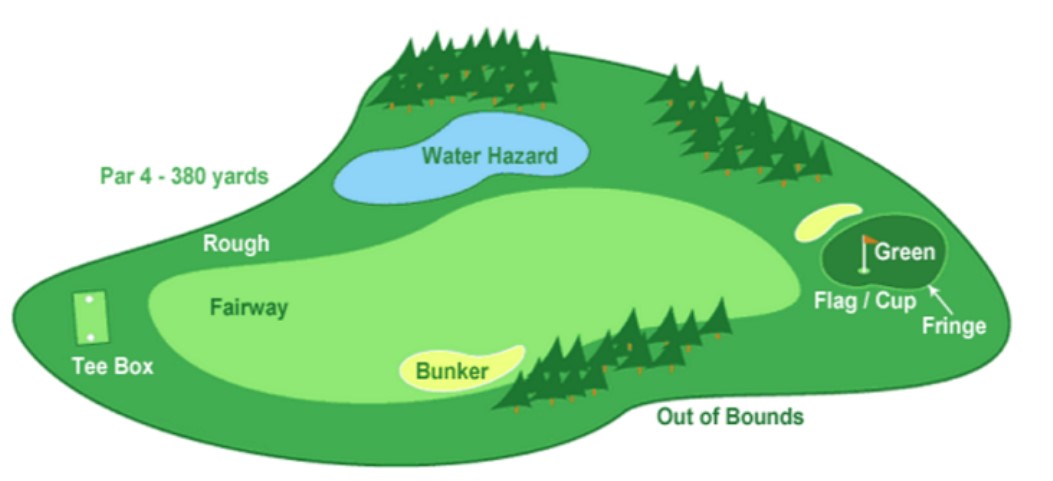 Water Hazard
Par 4 - 380 yards
Rough
Green
Fairway
Flag / Cup
Fringe
Tee Box
Bunker
Out of Bounds